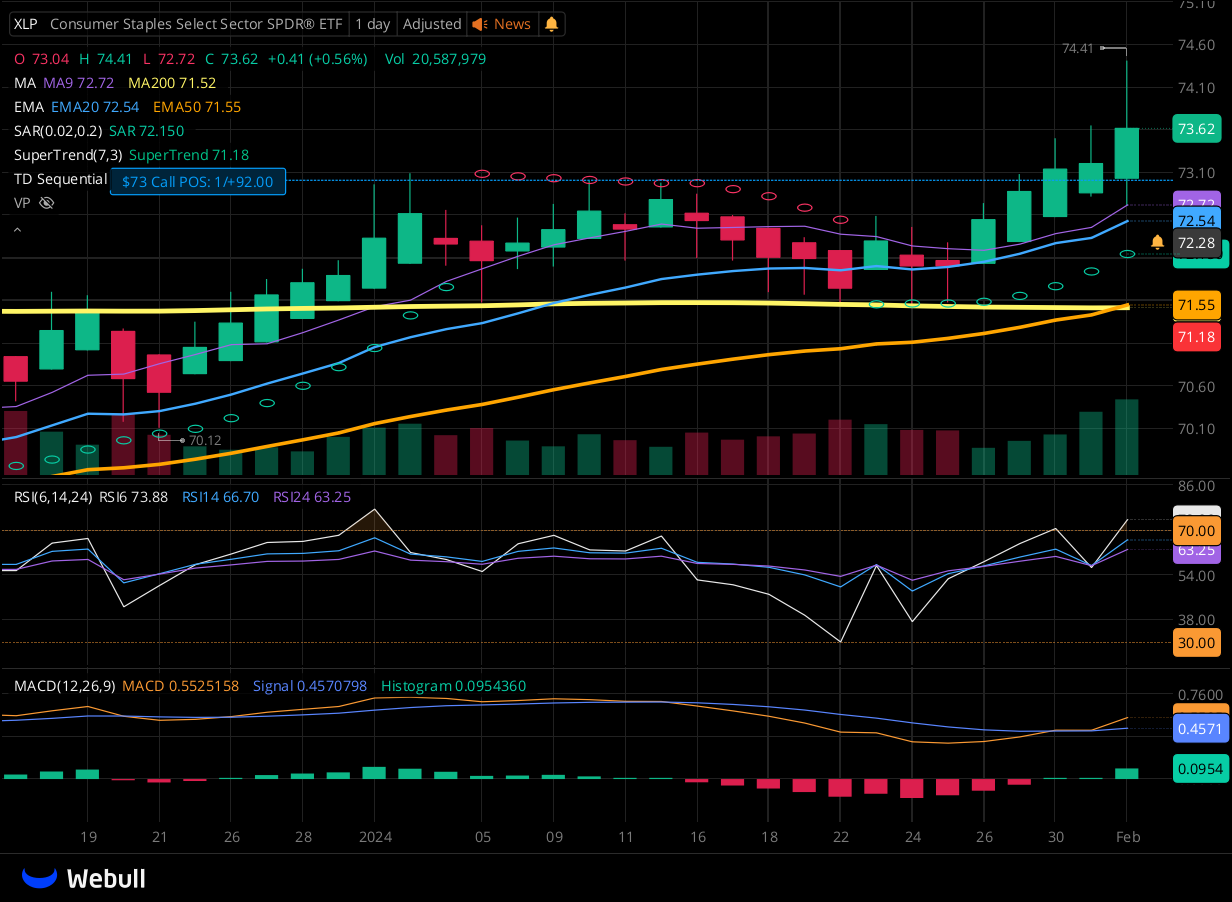 75.10
XLP Consumer Staples Select Sector SPDR® ETF 1 day Adjusted News
74.60
74.41
O 73.04 H 74.41 L 72.72 C 73.62 +0.41 (+0.56%) Vol 20,587,979
MA MA9 72.72 MA200 71.52
74.10
EMA EMA20 72.54 EMA50 71.55
SAR(0.02,0.2) SAR 72.150
73.62
SuperTrend(7,3) SuperTrend 71.18
73.10
TD Sequential $73 Call POS: 1/+92.00
VP
72.72
72.54
72.28
71.55
71.18
70.60
70.10
70.12
86.00
RSI(6,14,24) RSI6 73.88 RSI14 66.70 RSI24 63.25
70.00
63.25
54.00
38.00
30.00
MACD(12,26,9) MACD 0.5525158 Signal 0.4570798 Histogram 0.0954360
0.7600
0.4571
0.0954
19 21 26 28 2024 05 09 11 16 18 22 24 26 30 Feb
Webull